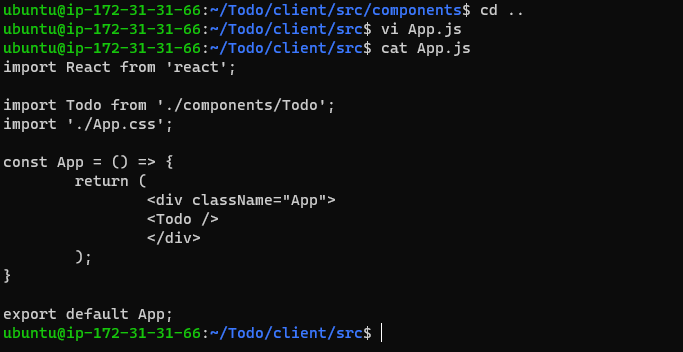 ubuntu@ip-172-31-31-66:~/Todo/client/src/components$ cd ..
ubuntu@ip-172-31-31-66:~/Todo/client/src$ vi App.js
ubuntu@ip-172-31-31-66:~/Todo/client/src$ cat App.js
import React from 'react';

import Todo from './components/Todo';
import './App.css';

const App = () => {
        return (
                <div className="App">
                <Todo />
                </div>
        );
}

export default App;
ubuntu@ip-172-31-31-66:~/Todo/client/src$